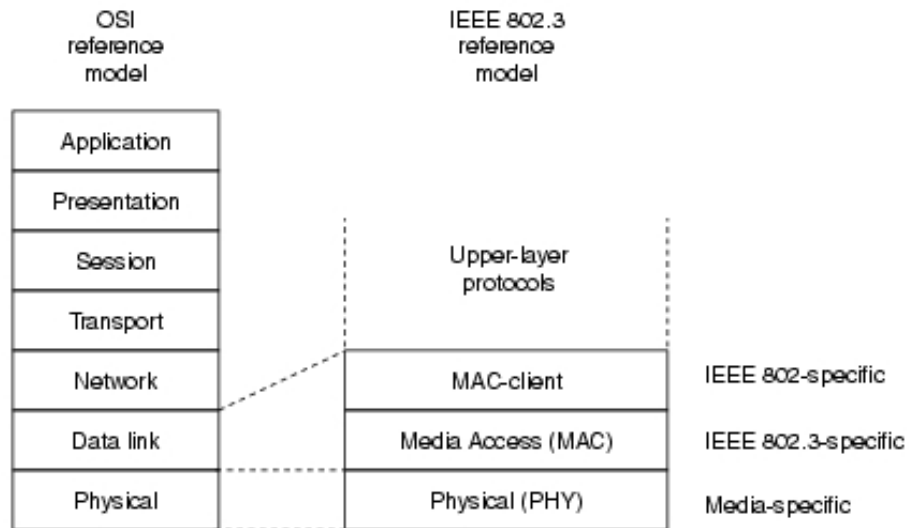 OSI
reference
model
IEEE 802.3
reference
model
Application
Presentation
Session
Transport
Network
Data link
Physical
Upper-layer
protocols
MAC-client
Media Access (MAC)
Physical (PHY)
IEEE 802-specific
IEEE 802.3-specific
Media-specific